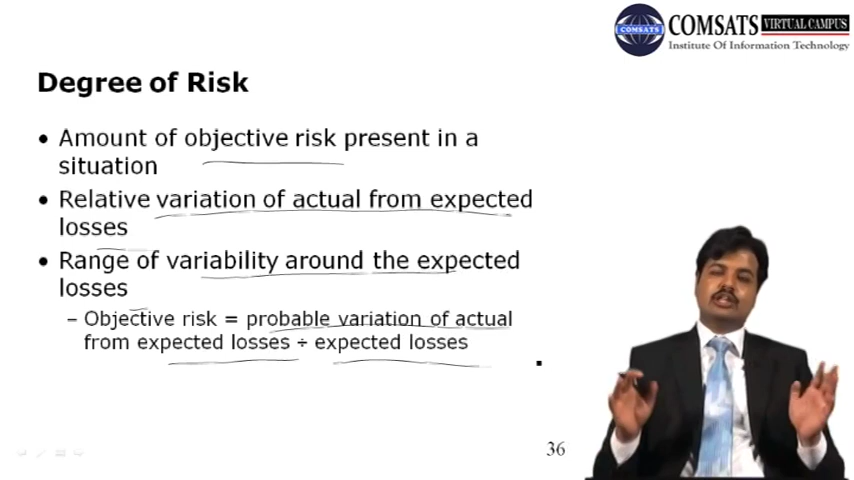 COMSATS VIRTUAL CAMPUS
COMSATS
Institute Of Information Technology
Degree of Risk
• Amount of objective risk present in a
situation
• Relative variation of actual from expected
losses
• Range of variability around the expected
losses
– Objective risk = probable variation of actual
from expected losses ÷ expected losses
36